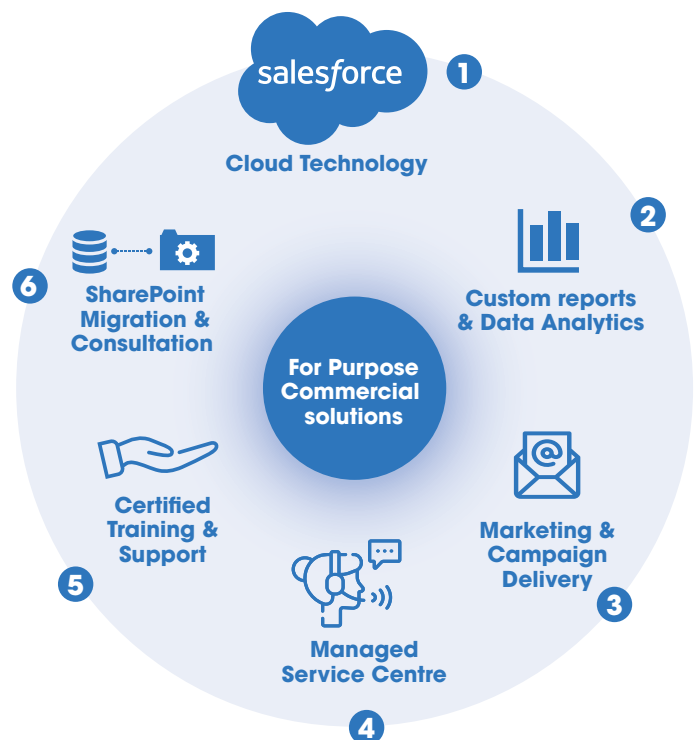 salesforce
1
Cloud Technology
2
Custom reports
& Data Analytics
3
Marketing &
Campaign
Delivery
4
Managed
Service Centre
5
Certified
Training &
Support
6
SharePoint
Migration &
Consultation
For Purpose
Commercial
solutions
@